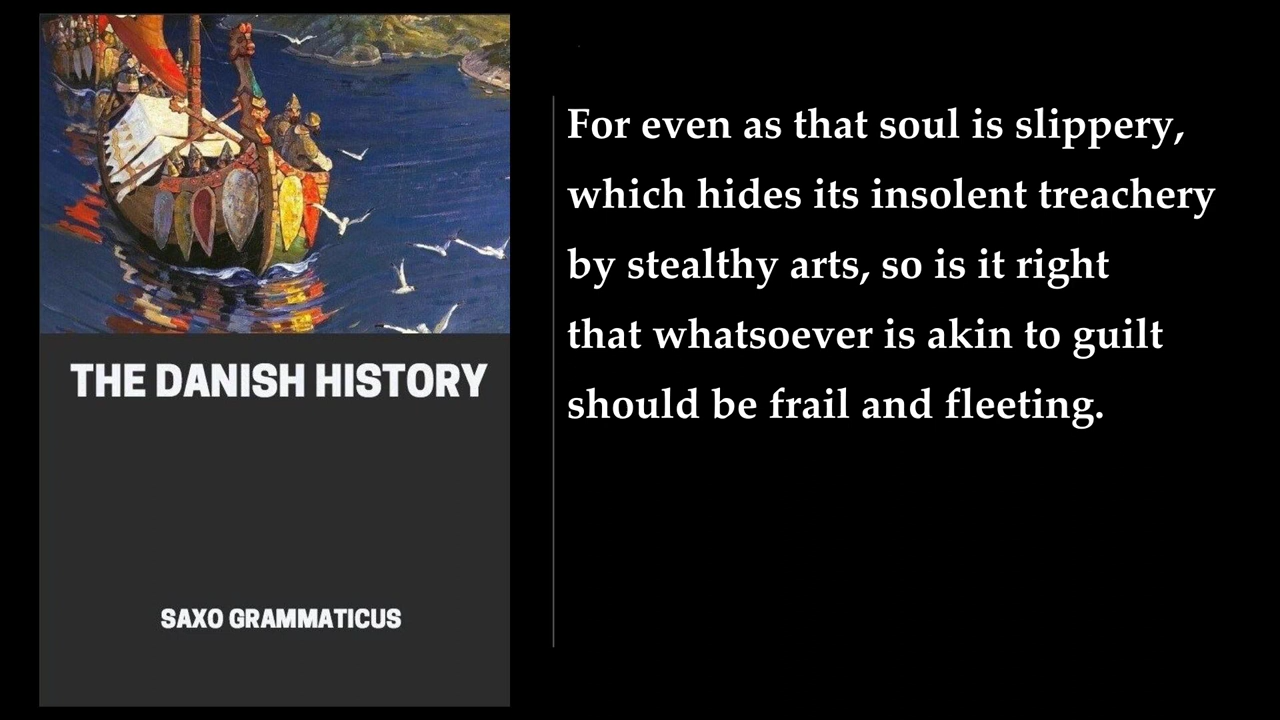 THE DANISH HISTORY
SAXO GRAMMATICUS
For even as that soul is slippery,
which hides its insolent treachery
by stealthy arts, so is it right
that whatsoever is akin to guilt
should be frail and fleeting.